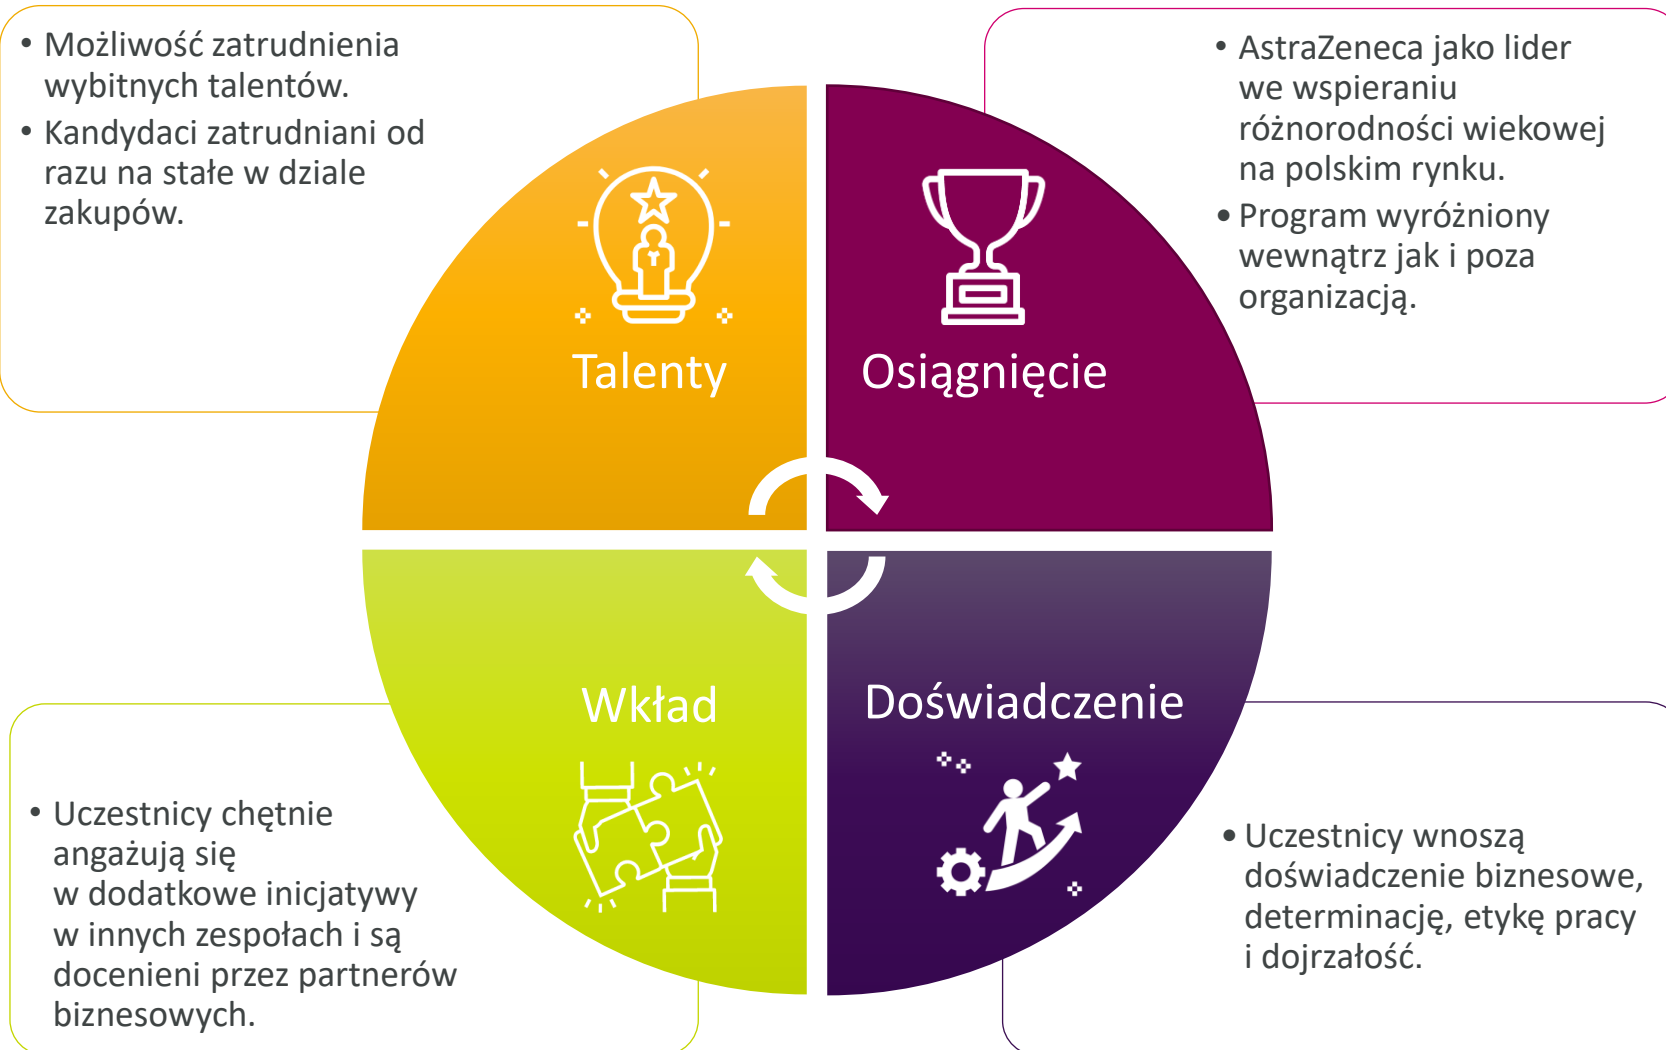 • Możliwość zatrudnienia
wybitnych talentów.
• Kandydaci zatrudniani od
razu na stałe w dziale
zakupów.
Talenty
• AstraZeneca jako lider
we wspieraniu
różnorodności wiekowej
na polskim rynku.
• Program wyróżniony
wewnątrz jak i poza
organizacją.
Osiągnięcie
Wkład
• Uczestnicy chętnie
angażują się
w dodatkowe inicjatywy
w innych zespołach i są
docenieni przez partnerów
biznesowych.
Doświadczenie
• Uczestnicy wnoszą
doświadczenie biznesowe,
determinację, etykę pracy
i dojrzałość.